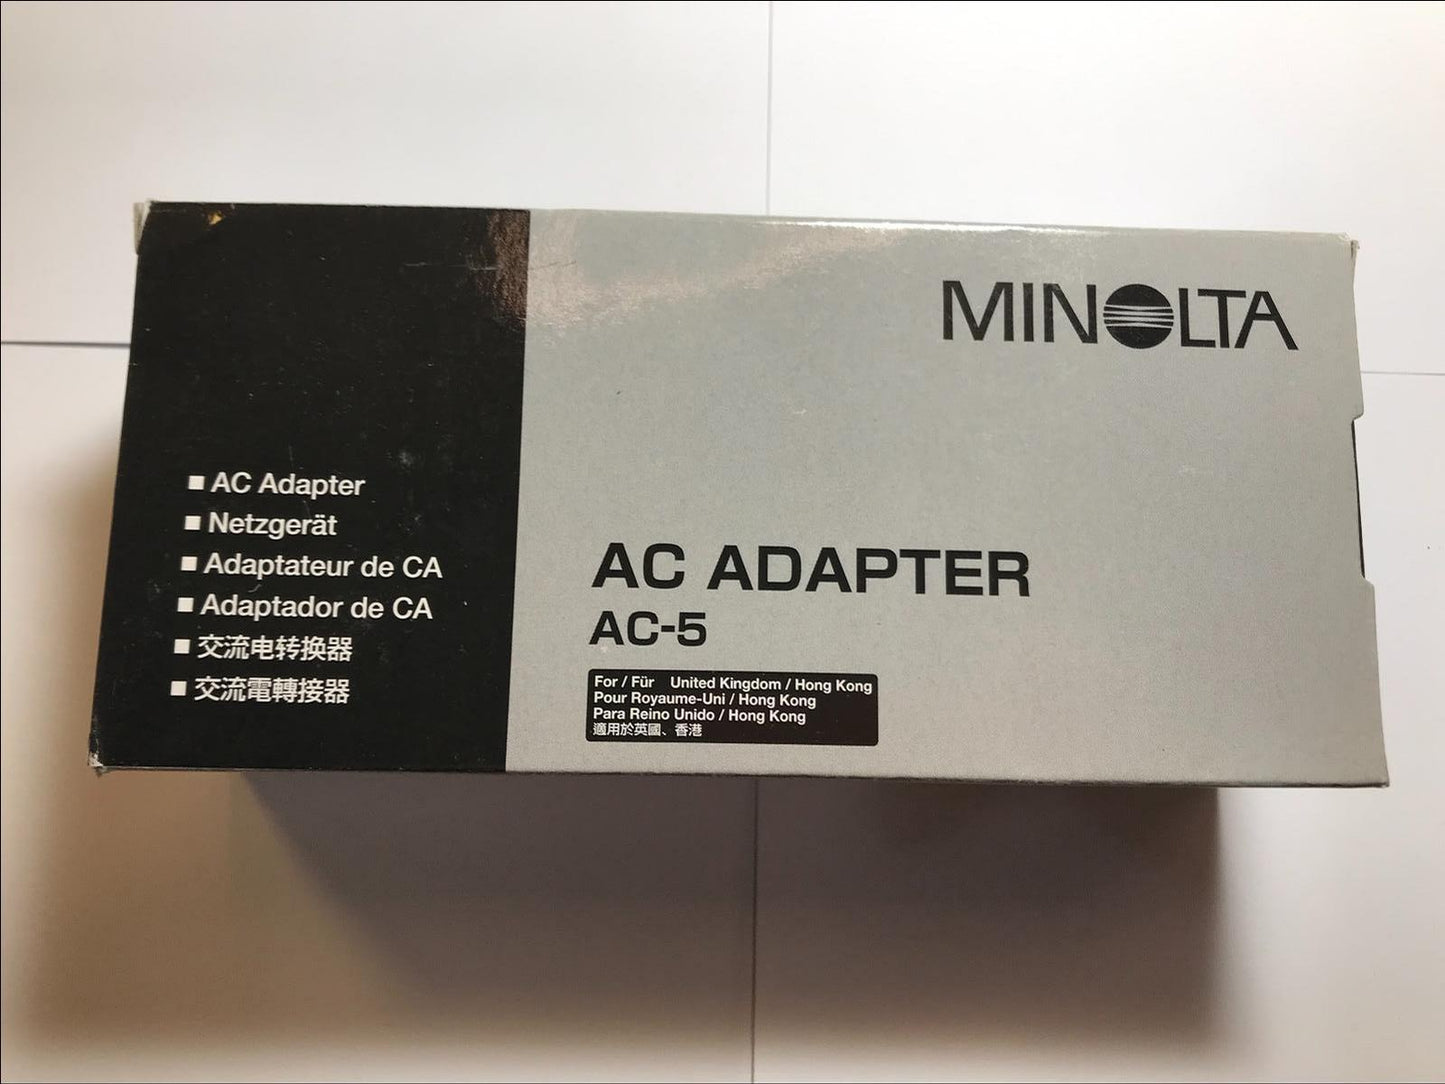 MINOLTA
■ AC Adapter
■ Netzgerät
■ Adaptateur de CA
■ Adaptador de CA
■ 交流电转换器
■ 交流電轉接器
AC ADAPTER
AC-5
For / Für United Kingdom / Hong Kong
Pour Royaume-Uni / Hong Kong
Para Reino Unido / Hong Kong
適用於英國、香港